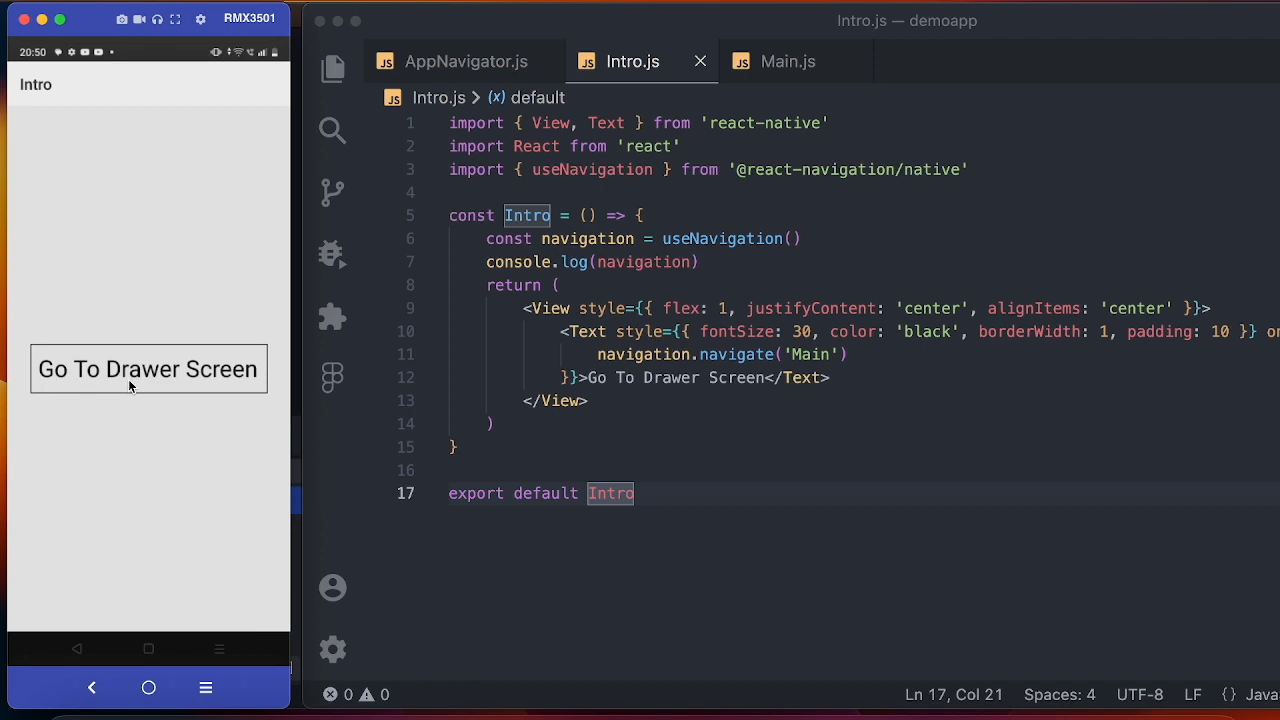 RMX3501
20:50
Intro
Go To Drawer Screen
Intro.js — demoapp
JS AppNavigator.js
JS Intro.js
JS Main.js
JS Intro.js > default
1 import { View, Text } from 'react-native'
2 import React from 'react'
3 import { useNavigation } from '@react-navigation/native'
4
5 const Intro = () => {
6 const navigation = useNavigation()
7 console.log(navigation)
8 return (
9 <View style={{ flex: 1, justifyContent: 'center', alignItems: 'center' }}>
10 <Text style={{ fontSize: 30, color: 'black', borderWidth: 1, padding: 10 }} on
11 navigation.navigate('Main')
12 }}>Go To Drawer Screen</Text>
13 </View>
14 )
15 }
16
17 export default Intro
0 0
Ln 17, Col 21 Spaces: 4 UTF-8 LF {} Java